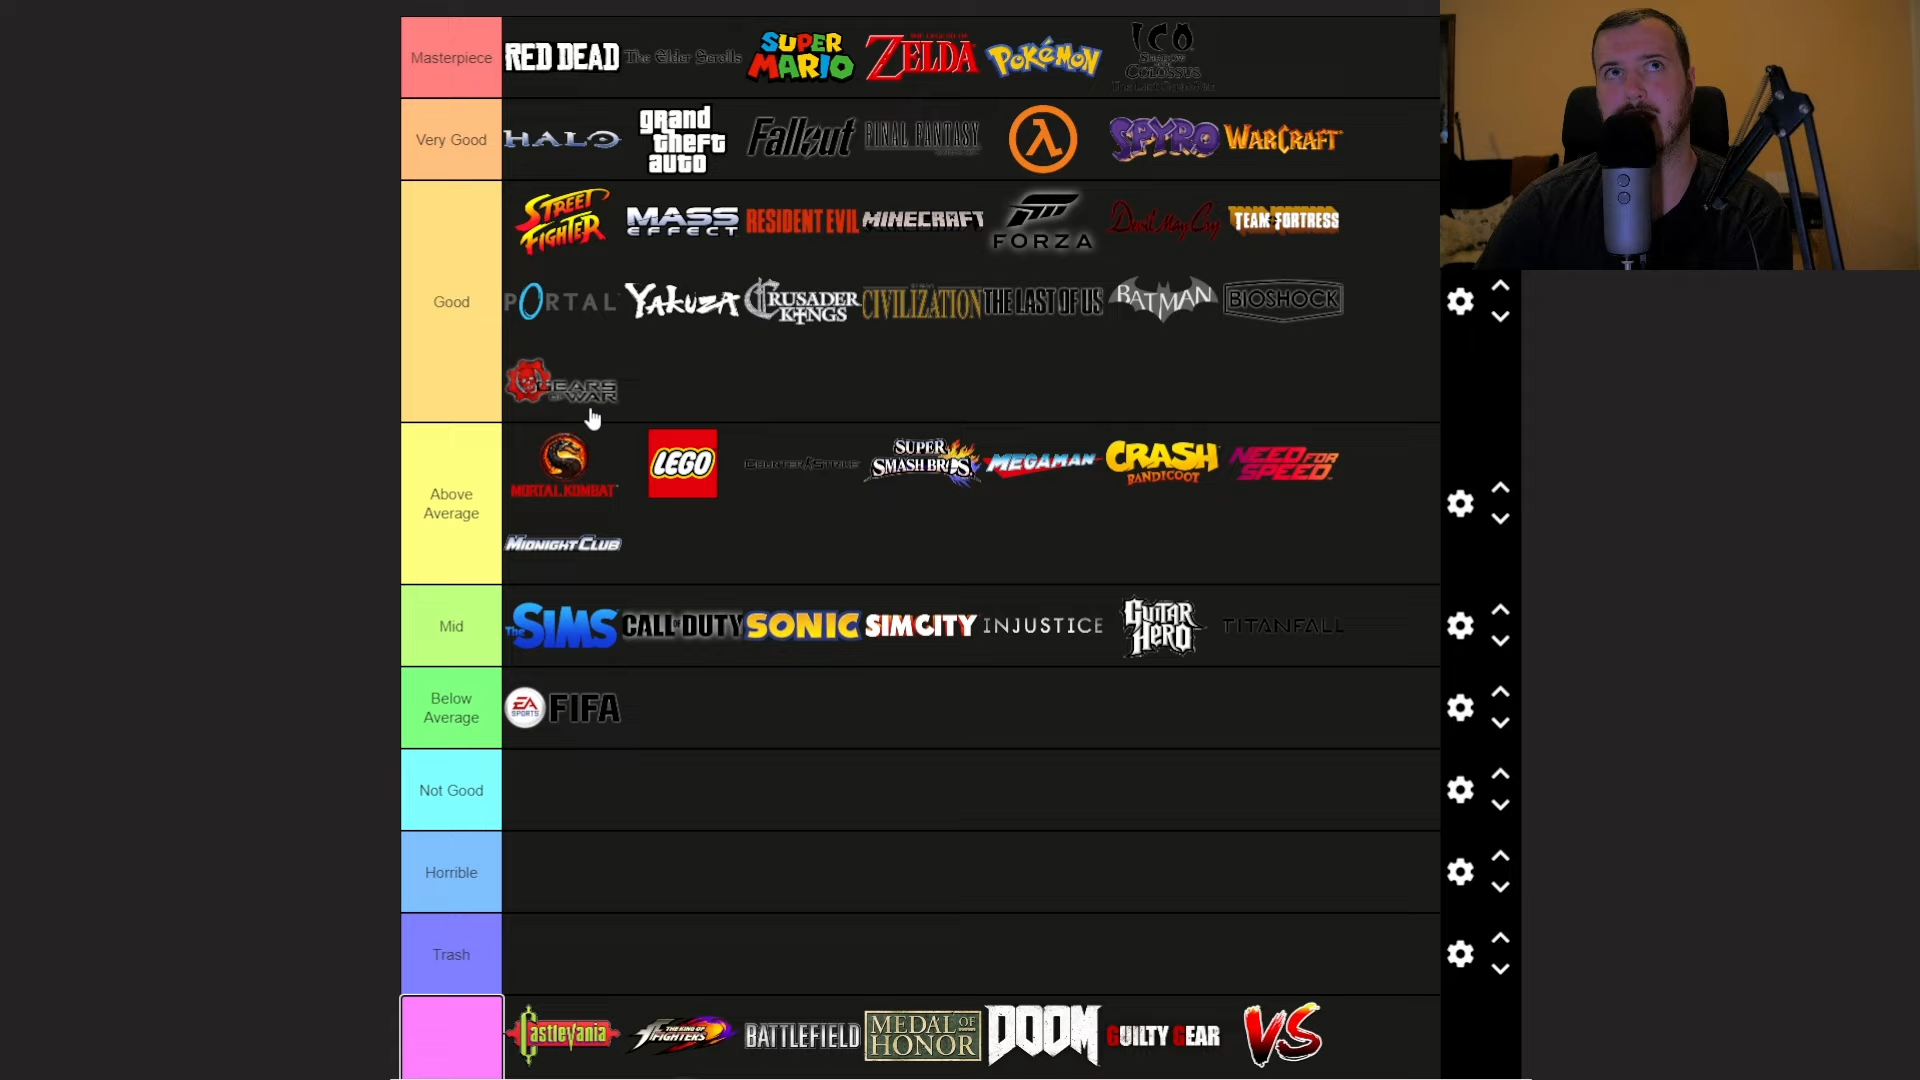 Masterpiece
RED DEAD
The Elder Scrolls
SUPER
MARIO
THE LEGEND OF
ZELDA
POKéMON
ICO
SHADOW
OF THE
COLOSSUS
Very Good
HALO
grand
theft
auto
Fallout
FINAL FANTASY
SPYRO
WARCRAFT
Good
STREET
FIGHTER
MASS
EFFECT
RESIDENT EVIL
MINECRAFT
FORZA
Devil May Cry
TEAM FORTRESS
PORTAL
YAKUZA
CRUSADER
KINGS
CIVILIZATION
THE LAST OF US
BATMAN
BIOSHOCK
GEARS
OF WAR
Above
Average
MORTAL KOMBAT
LEGO
COUNTER STRIKE
SUPER
SMASH BROS.
MEGAMAN
CRASH
BANDICOOT
NEED FOR
SPEED
MIDNIGHT CLUB
Mid
The SIMS
CALL OF DUTY
SONIC
SIMCITY
INJUSTICE
GUITAR
HERO
TITANFALL
Below
Average
EA
SPORTS
FIFA
Not Good
Horrible
Trash
Castlevania
THE KING OF
FIGHTERS
BATTLEFIELD
MEDAL OF
HONOR
DOOM
GUILTY GEAR
VS